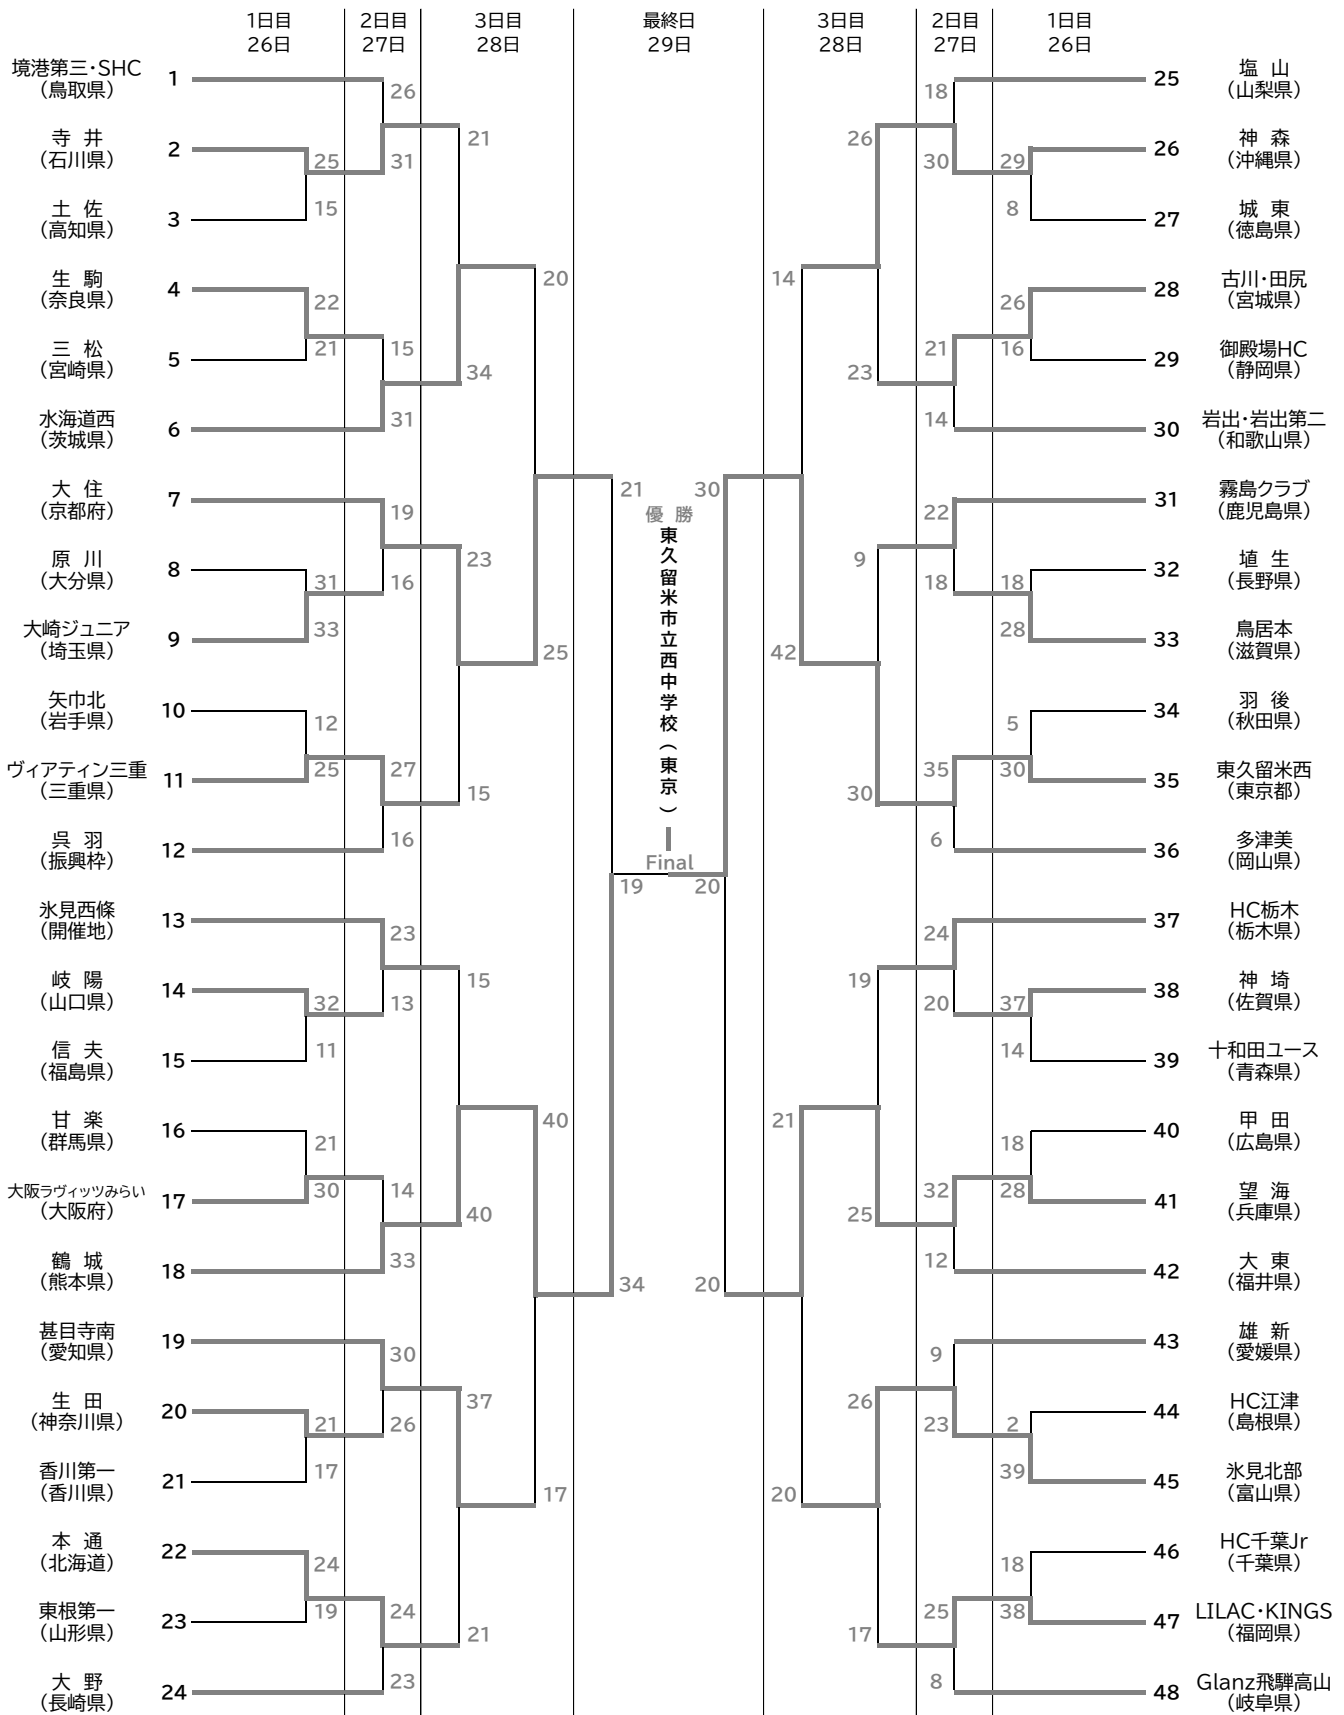 1日目 2日目 3日目 最終日 3日目 2日目 1日目
26日 27日 28日 29日 28日 27日 26日
境港第三・SHC
（鳥取県）
1
寺 井
（石川県）
2
土 佐
（高知県）
3
生 駒
（奈良県）
4
三 松
（宮崎県）
5
水海道西
（茨城県）
6
大 住
（京都府）
7
原 川
（大分県）
8
大崎ジュニア
（埼玉県）
9
矢巾北
（岩手県）
10
ヴィアティン三重
（三重県）
11
呉 羽
（振興枠）
12
氷見西條
（開催地）
13
岐 陽
（山口県）
14
信 夫
（福島県）
15
甘 楽
（群馬県）
16
大阪ラヴィッツみらい
（大阪府）
17
鶴 城
（熊本県）
18
甚目寺南
（愛知県）
19
生 田
（神奈川県）
20
香川第一
（香川県）
21
本 通
（北海道）
22
東根第一
（山形県）
23
大 野
（長崎県）
24
25
15
22
21
31
33
12
25
32
11
21
30
21
17
24
19
26
31
15
31
19
16
27
16
23
13
14
33
30
26
24
23
21
34
23
15
15
40
37
21
20
25
40
17
21
34
19
優 勝
東久留米市立西中学校（東京）
Final
20
30
20
14
42
21
20
26
23
9
30
19
25
26
17
18
30
21
14
22
18
35
6
24
20
32
12
9
23
25
8
29
8
26
16
18
28
5
30
37
14
18
28
2
39
18
38
25
塩 山
（山梨県）
26
神 森
（沖縄県）
27
城 東
（徳島県）
28
古川・田尻
（宮城県）
29
御殿場HC
（静岡県）
30
岩出・岩出第二
（和歌山県）
31
霧島クラブ
（鹿児島県）
32
埴 生
（長野県）
33
鳥居本
（滋賀県）
34
羽 後
（秋田県）
35
東久留米西
（東京都）
36
多津美
（岡山県）
37
HC栃木
（栃木県）
38
神 埼
（佐賀県）
39
十和田ユース
（青森県）
40
甲 田
（広島県）
41
望 海
（兵庫県）
42
大 東
（福井県）
43
雄 新
（愛媛県）
44
HC江津
（島根県）
45
氷見北部
（富山県）
46
HC千葉Jr
（千葉県）
47
LILAC・KINGS
（福岡県）
48
Glanz飛騨高山
（岐阜県）